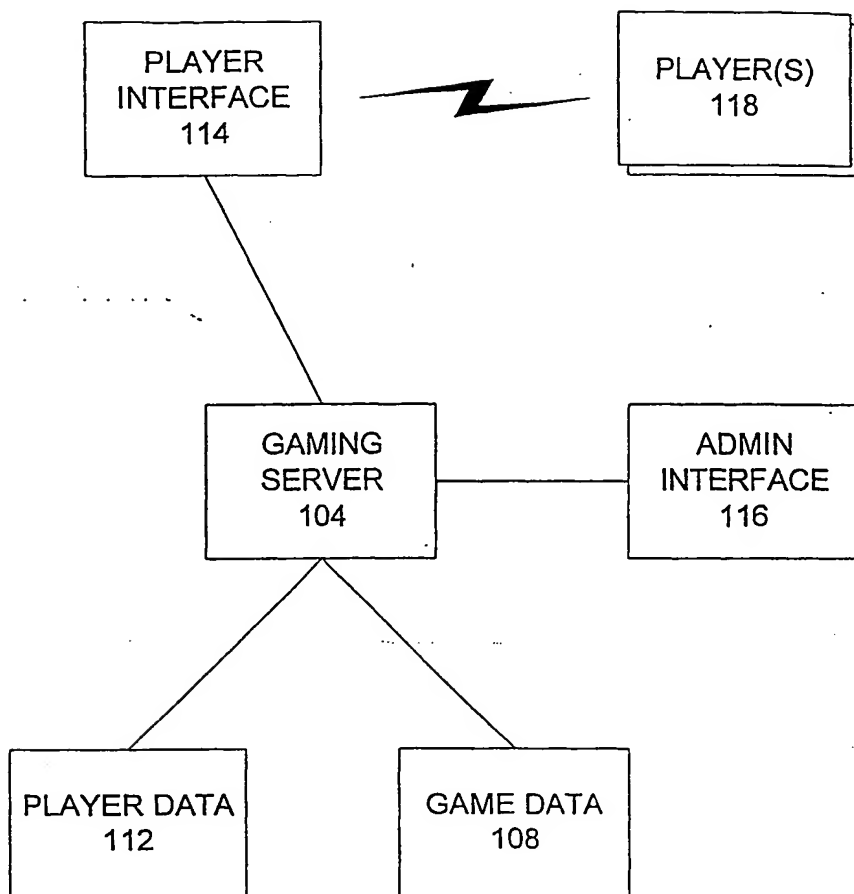 PLAYER
INTERFACE
114
PLAYER(S)
118
GAMING
SERVER
104
ADMIN
INTERFACE
116
PLAYER DATA
112
GAME DATA
108